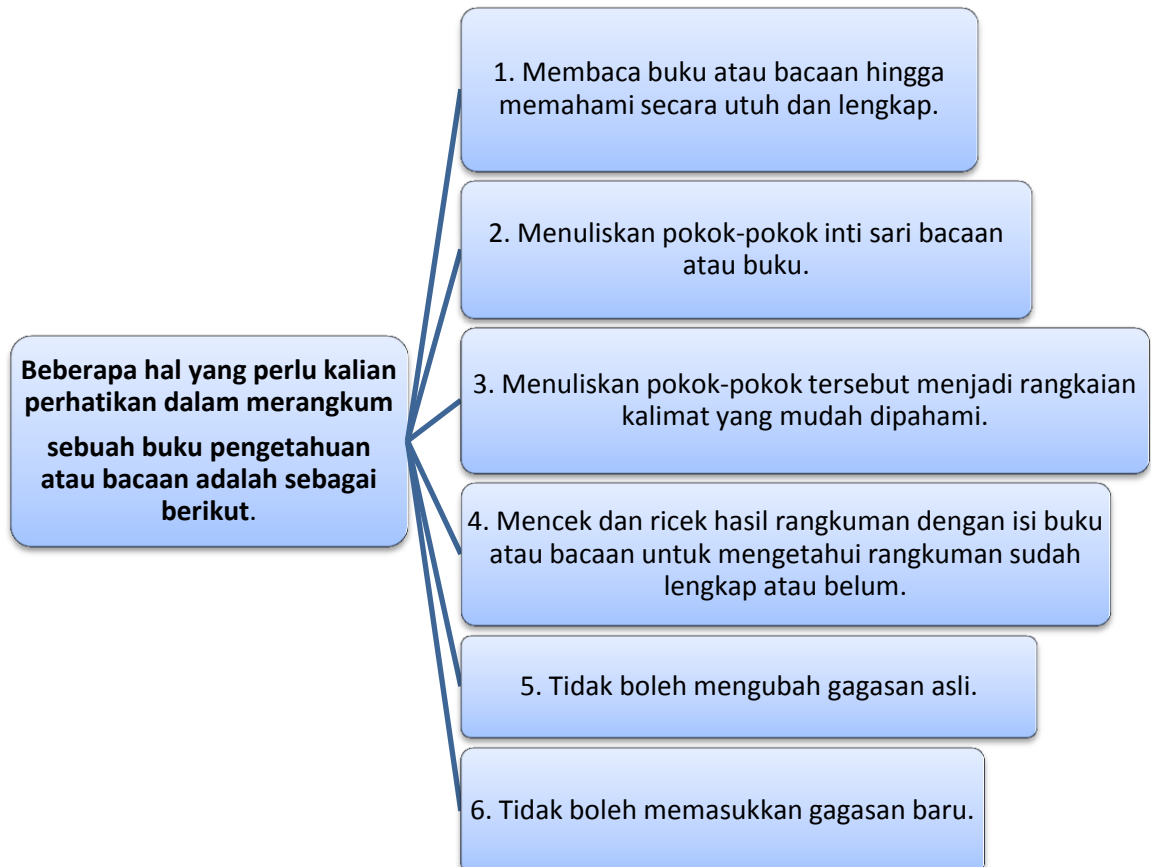 Beberapa hal yang perlu kalian
perhatikan dalam merangkum
sebuah buku pengetahuan
atau bacaan adalah sebagai
berikut.
1. Membaca buku atau bacaan hingga
memahami secara utuh dan lengkap.
2. Menuliskan pokok-pokok inti sari bacaan
atau buku.
3. Menuliskan pokok-pokok tersebut menjadi rangkaian
kalimat yang mudah dipahami.
4. Mencek dan ricek hasil rangkuman dengan isi buku
atau bacaan untuk mengetahui rangkuman sudah
lengkap atau belum.
5. Tidak boleh mengubah gagasan asli.
6. Tidak boleh memasukkan gagasan baru.